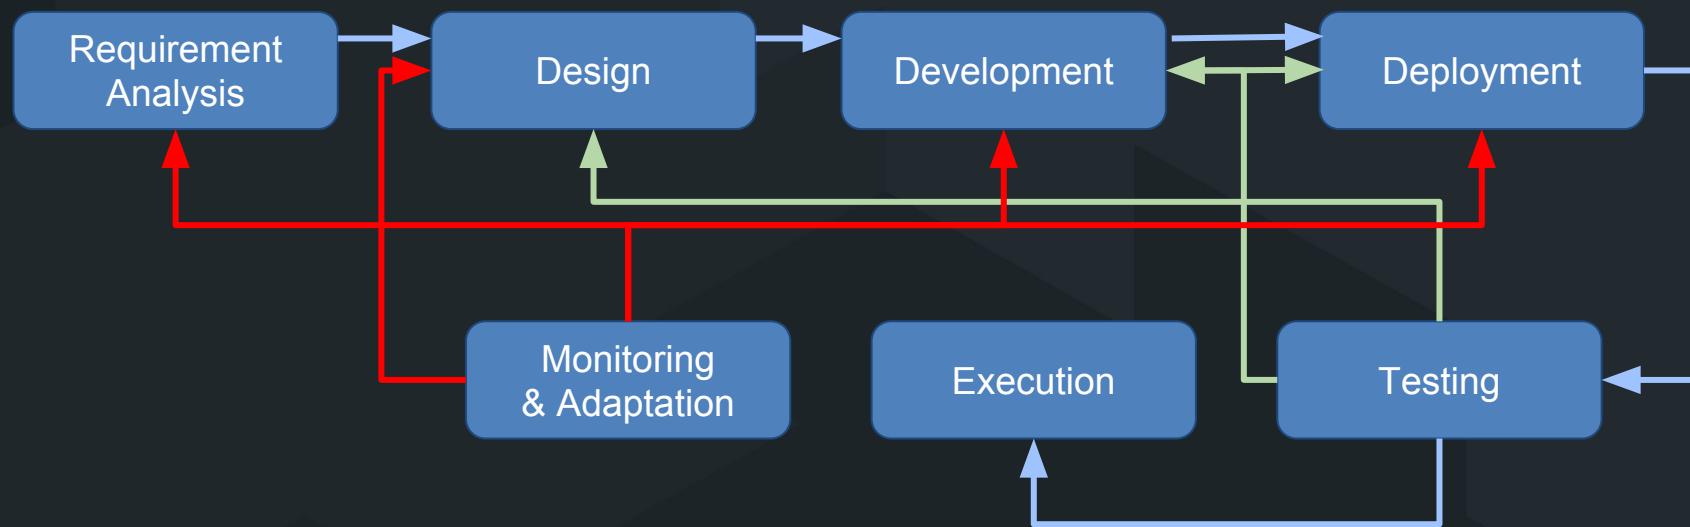 Requirement
Analysis
Design
Development
Deployment
Monitoring
& Adaptation
Execution
Testing